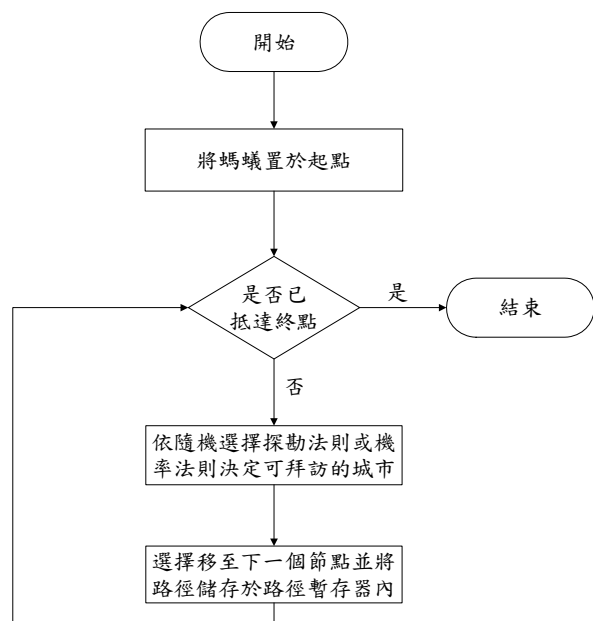 開始
將螞蟻置於起點
是否已
抵達終點
是
結束
否
依隨機選擇探勘法則或機
率法則決定可拜訪的城市
選擇移至下一個節點並將
路徑儲存於路徑暫存器內